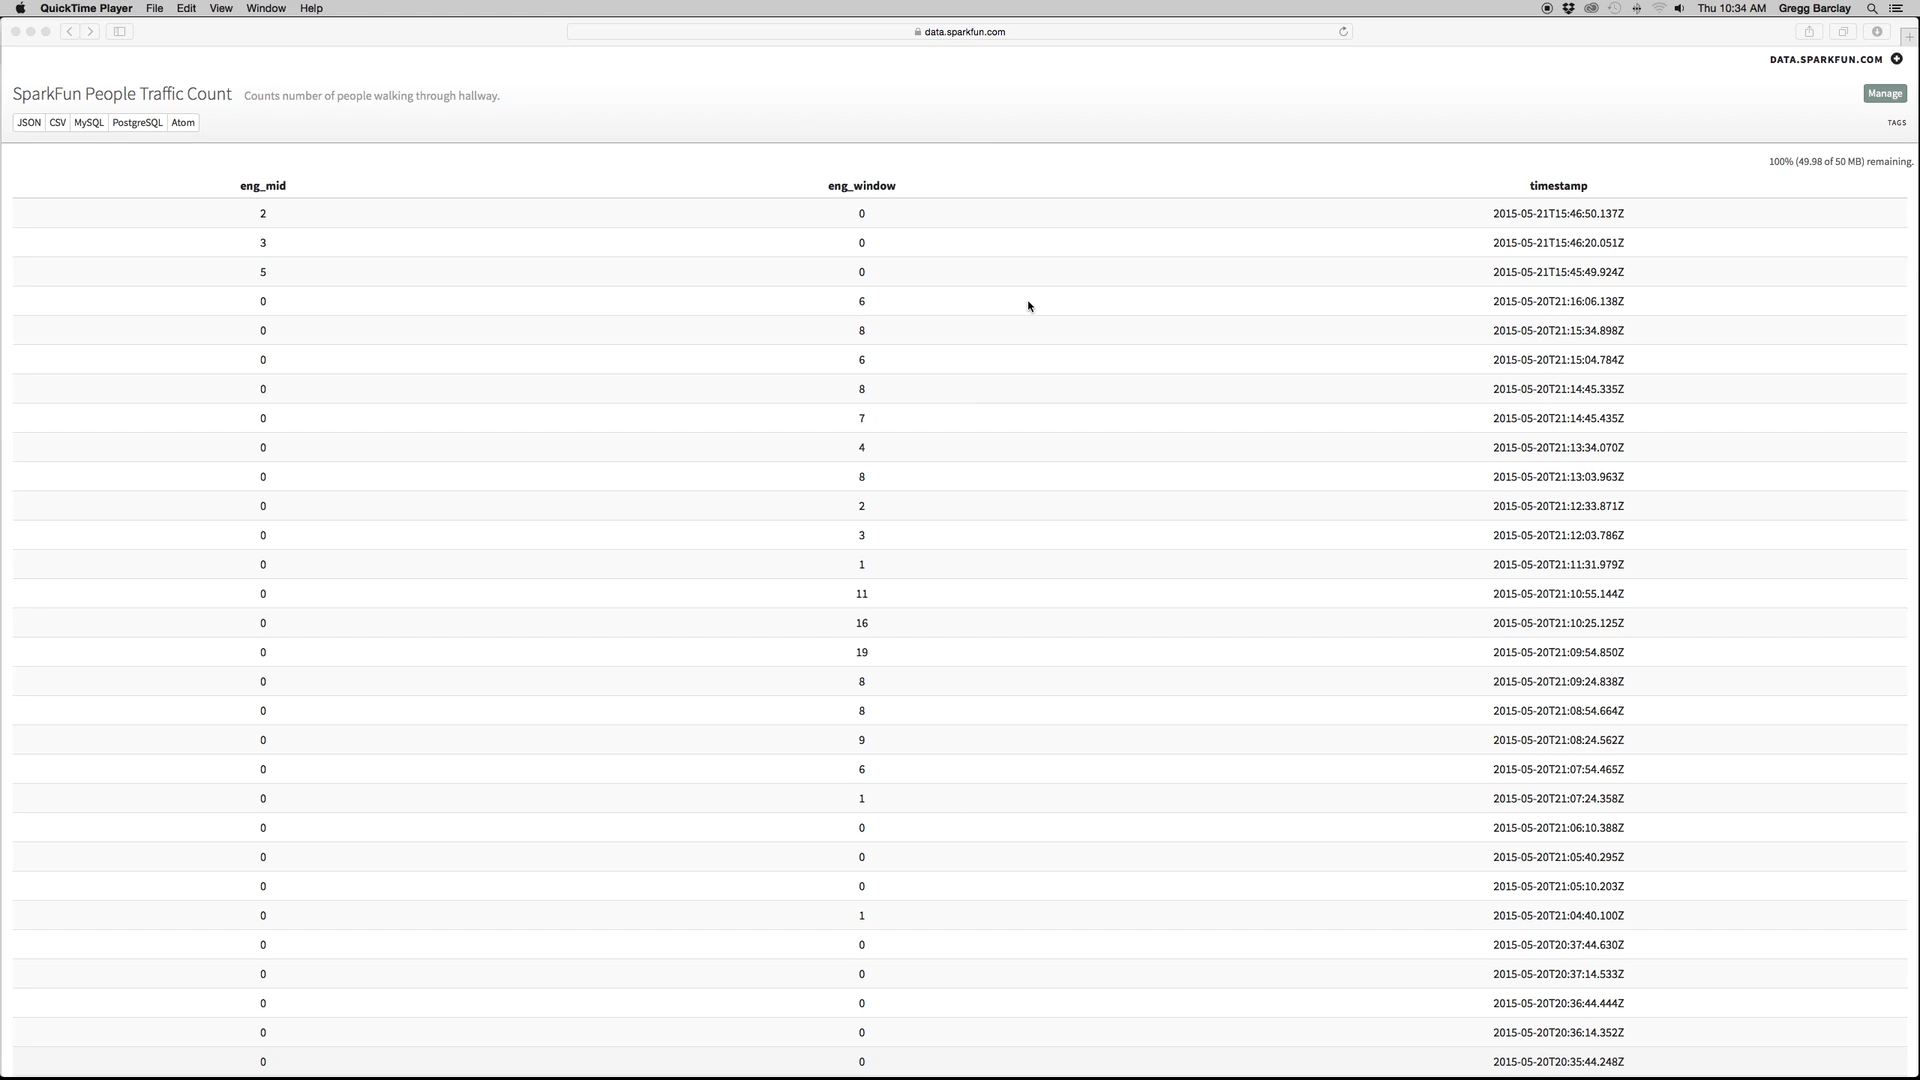 QuickTime Player File Edit View Window Help Thu 10:34 AM Gregg Barclay
data.sparkfun.com
DATA.SPARKFUN.COM
SparkFun People Traffic Count Counts number of people walking through hallway. Manage
JSON CSV MySQL PostgreSQL Atom TAGS
100% (49.98 of 50 MB) remaining.
eng_mid eng_window timestamp
2 0 2015-05-21T15:46:50.137Z
3 0 2015-05-21T15:46:20.051Z
5 0 2015-05-21T15:45:49.924Z
0 6 2015-05-20T21:16:06.138Z
0 8 2015-05-20T21:15:34.898Z
0 6 2015-05-20T21:15:04.784Z
0 8 2015-05-20T21:14:45.335Z
0 7 2015-05-20T21:14:45.435Z
0 4 2015-05-20T21:13:34.070Z
0 8 2015-05-20T21:13:03.963Z
0 2 2015-05-20T21:12:33.871Z
0 3 2015-05-20T21:12:03.786Z
0 1 2015-05-20T21:11:31.979Z
0 11 2015-05-20T21:10:55.144Z
0 16 2015-05-20T21:10:25.125Z
0 19 2015-05-20T21:09:54.850Z
0 8 2015-05-20T21:09:24.838Z
0 8 2015-05-20T21:08:54.664Z
0 9 2015-05-20T21:08:24.562Z
0 6 2015-05-20T21:07:54.465Z
0 1 2015-05-20T21:07:24.358Z
0 0 2015-05-20T21:06:10.388Z
0 0 2015-05-20T21:05:40.295Z
0 0 2015-05-20T21:05:10.203Z
0 1 2015-05-20T21:04:40.100Z
0 0 2015-05-20T20:37:44.630Z
0 0 2015-05-20T20:37:14.533Z
0 0 2015-05-20T20:36:44.444Z
0 0 2015-05-20T20:36:14.352Z
0 0 2015-05-20T20:35:44.248Z